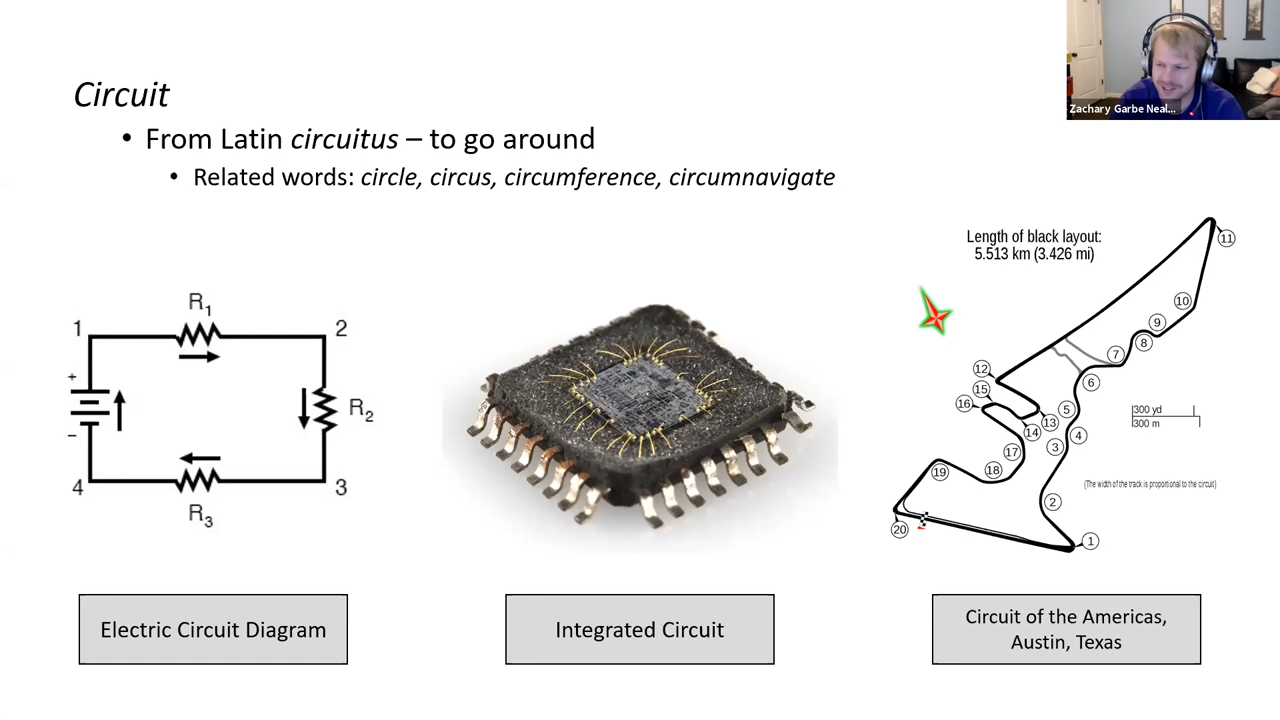 Zachary Garbe Neal...
Circuit
• From Latin circuitus – to go around
• Related words: circle, circus, circumference, circumnavigate
R1
1
2
+
R2
−
4
3
R3
Length of black layout:
5.513 km (3.426 mi)
11
10
9
8
7
12
6
15
16
5
13
300 yd
300 m
14
4
3
17
18
19
(The width of the track is proportional to the circuit)
2
20
1
Electric Circuit Diagram
Integrated Circuit
Circuit of the Americas,
Austin, Texas